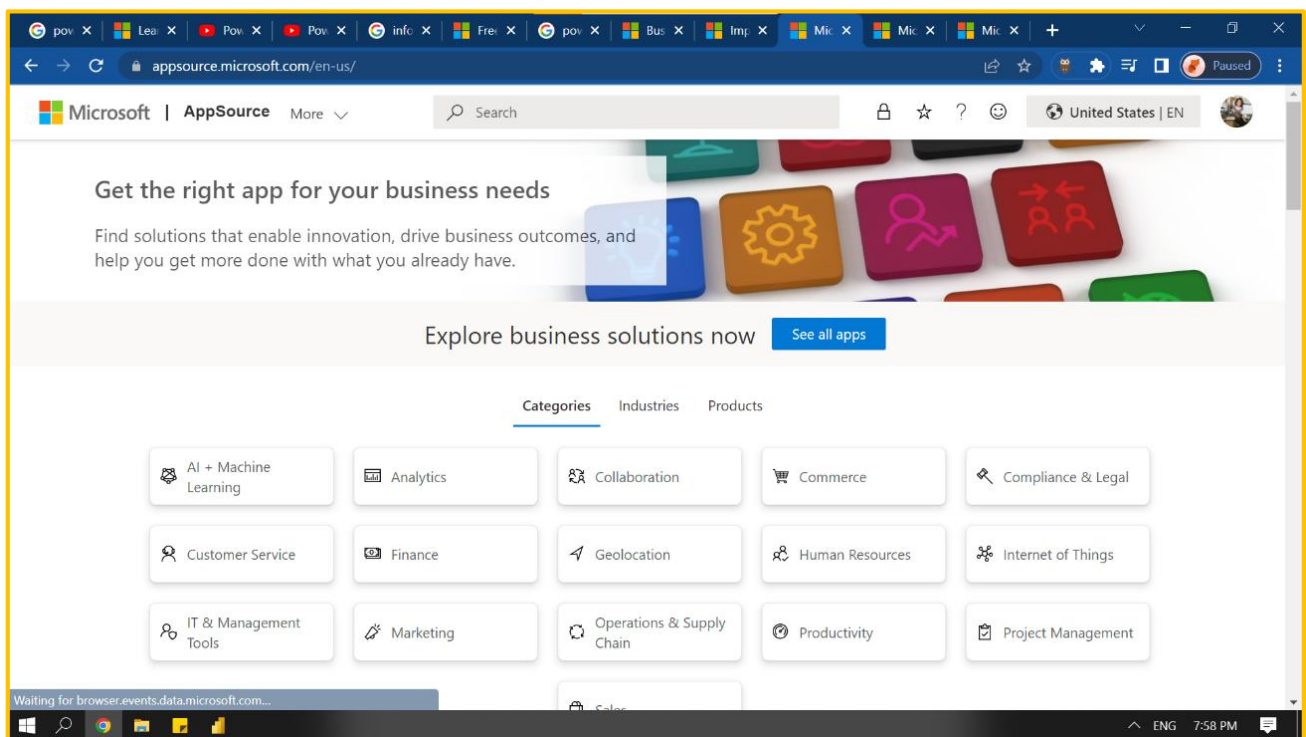 pov Lear Pow Pow info Free pov Bus Imp Mic Mic Mic
appsource.microsoft.com/en-us/
Paused
Microsoft | AppSource More
Search
United States | EN
Get the right app for your business needs
Find solutions that enable innovation, drive business outcomes, and
help you get more done with what you already have.
Explore business solutions now
See all apps
Categories Industries Products
AI + Machine
Learning
Analytics
Collaboration
Commerce
Compliance & Legal
Customer Service
Finance
Geolocation
Human Resources
Internet of Things
IT & Management
Tools
Marketing
Operations & Supply
Chain
Productivity
Project Management
Sales
Waiting for browser.events.data.microsoft.com...
ENG 7:58 PM